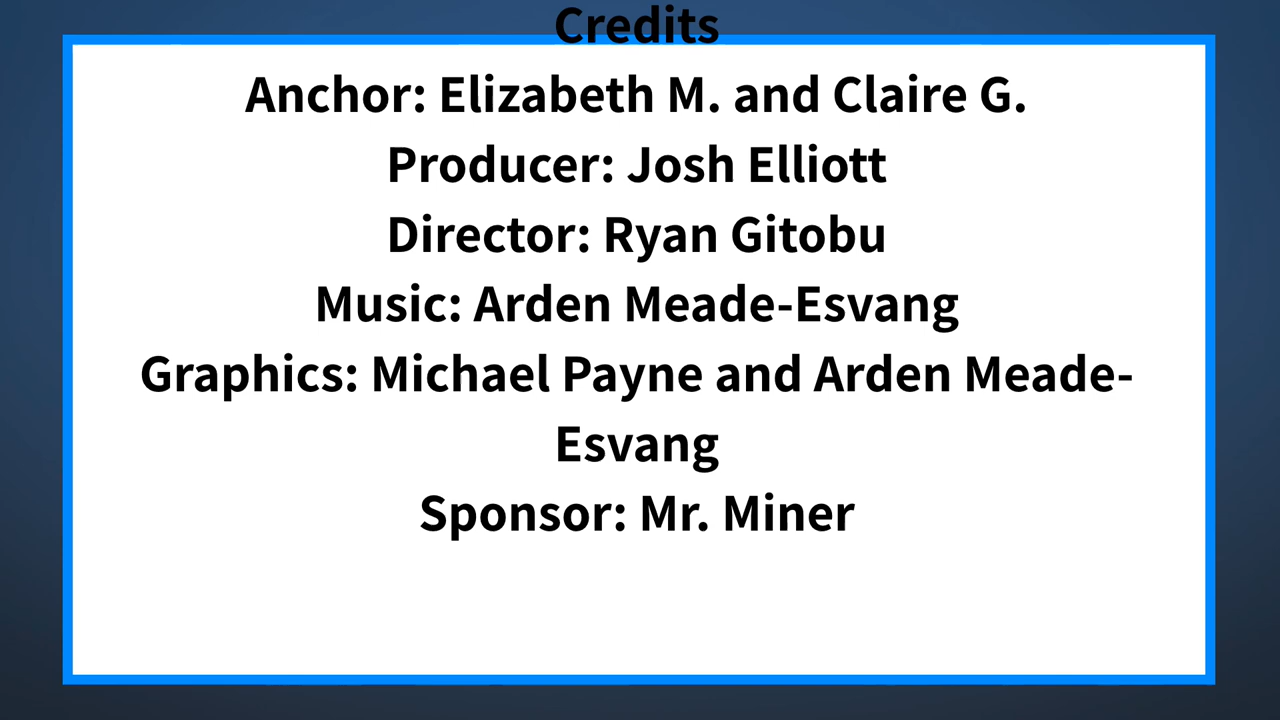 Credits
Anchor: Elizabeth M. and Claire G.
Producer: Josh Elliott
Director: Ryan Gitobu
Music: Arden Meade-Esvang
Graphics: Michael Payne and Arden Meade-
Esvang
Sponsor: Mr. Miner